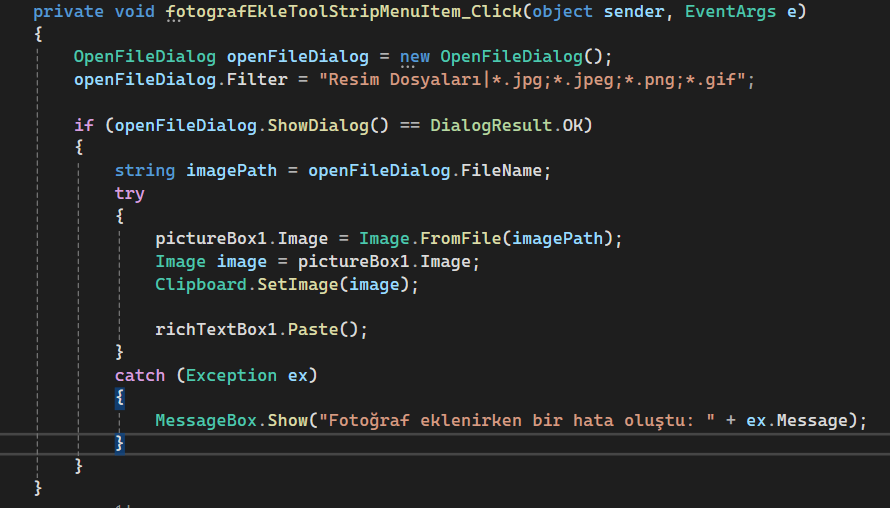 private void fotografEkleToolStripMenuItem_Click(object sender, EventArgs e)
{
OpenFileDialog openFileDialog = new OpenFileDialog();
openFileDialog.Filter = "Resim Dosyaları|*.jpg;*.jpeg;*.png;*.gif";
if (openFileDialog.ShowDialog() == DialogResult.OK)
{
string imagePath = openFileDialog.FileName;
try
{
pictureBox1.Image = Image.FromFile(imagePath);
Image image = pictureBox1.Image;
Clipboard.SetImage(image);
richTextBox1.Paste();
}
catch (Exception ex)
{
MessageBox.Show("Fotoğraf eklenirken bir hata oluştu: " + ex.Message);
}
}
}